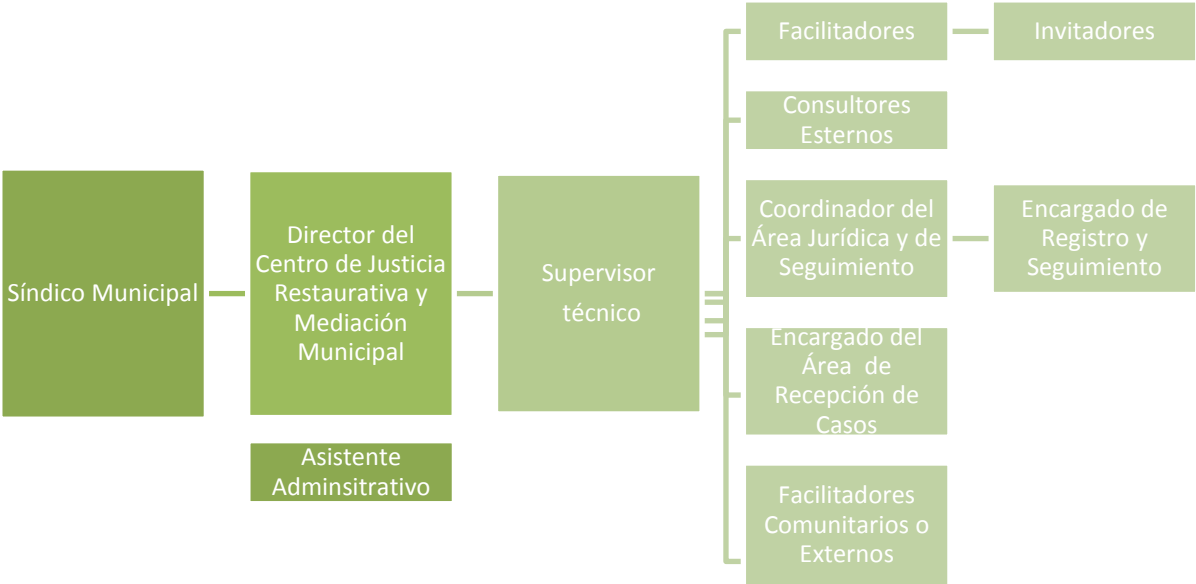 Síndico Municipal
Director del
Centro de Justicia
Restaurativa y
Mediación
Municipal
Asistente
Adminsitrativo
Supervisor
técnico
Facilitadores
Invitadores
Consultores
Esternos
Coordinador del
Área Jurídica y de
Seguimiento
Encargado de
Registro y
Seguimiento
Encargado del
Área de
Recepción de
Casos
Facilitadores
Comunitarios o
Externos